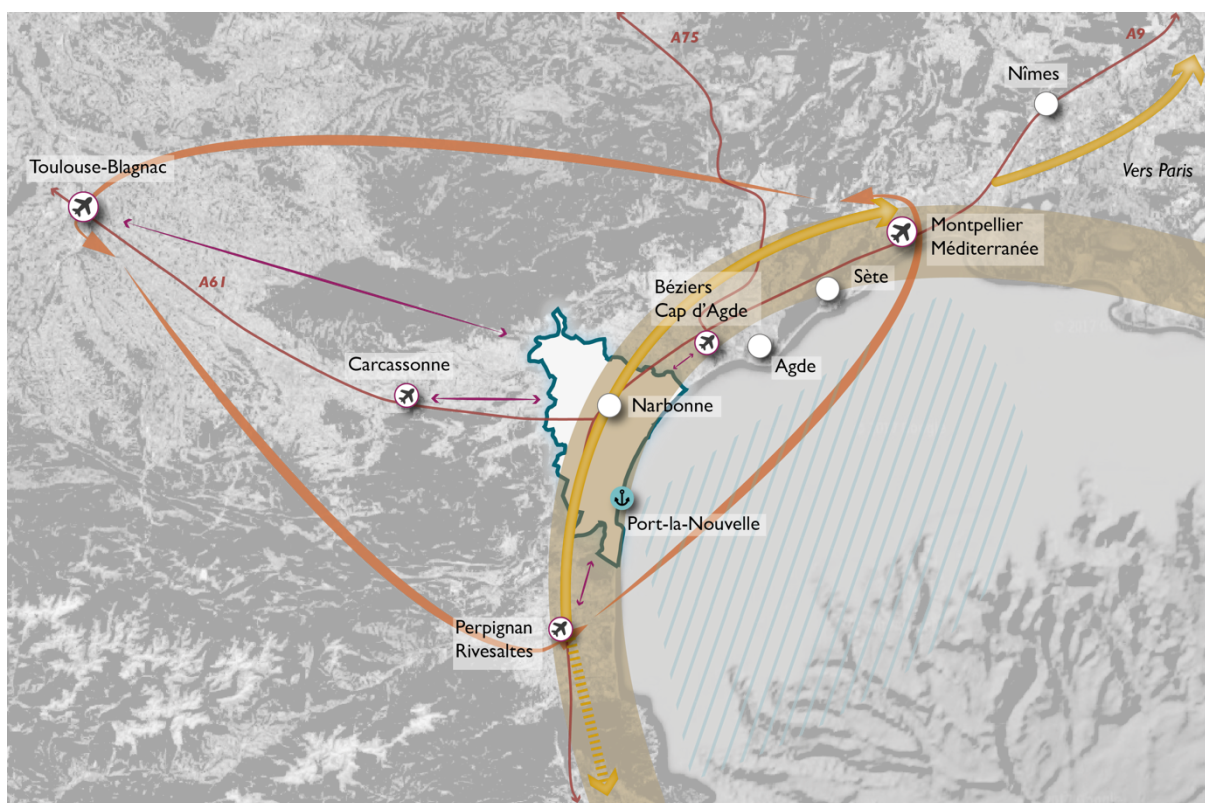 A75
A9
Nîmes
Toulouse-Blagnac
Vers Paris
Montpellier
Méditerranée
A61
Sète
Béziers
Cap d'Agde
Agde
Carcassonne
Narbonne
Port-la-Nouvelle
Perpignan
Rivesaltes